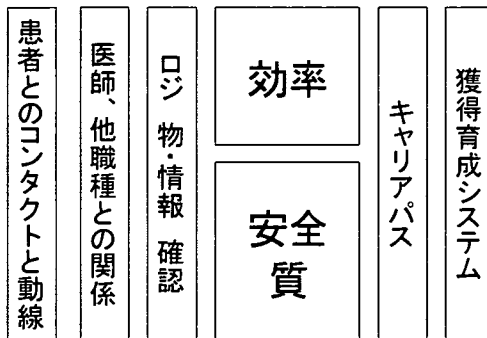 患者とのコンタクトと動線
医師、他職種との関係
ロジ 物・情報 確認
効率
安全
質
キャリアパス
獲得育成システム